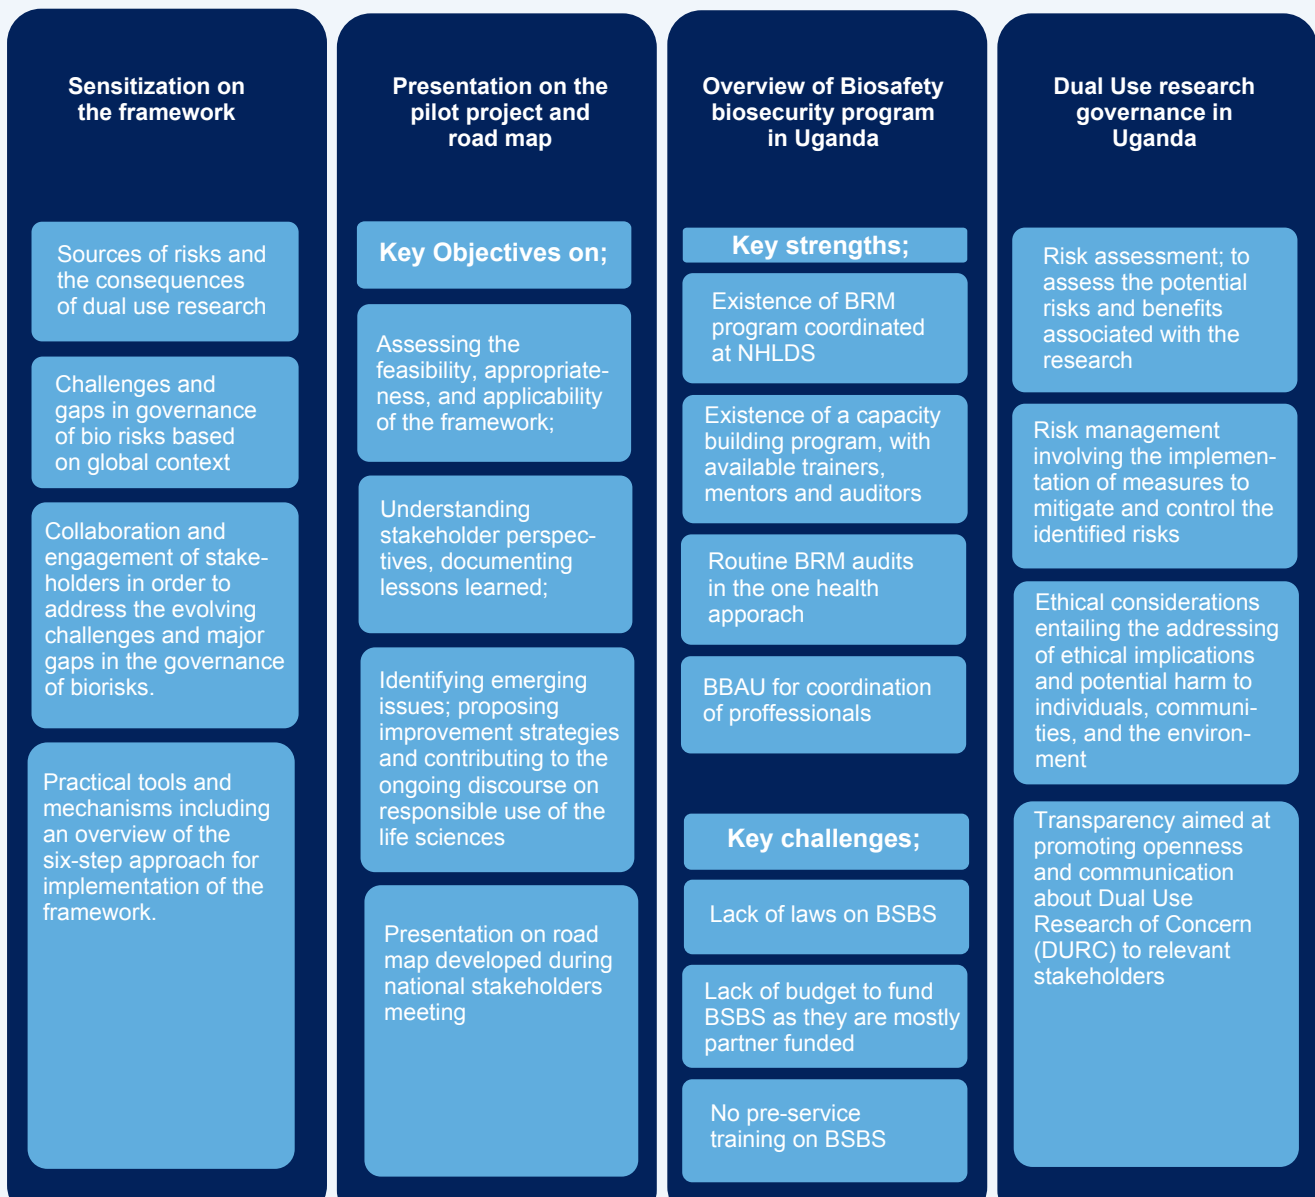 Sensitization on
the framework
Sources of risks and
the consequences
of dual use research
Challenges and
gaps in governance
of bio risks based
on global context
Collaboration and
engagement of stake-
holders in order to
address the evolving
challenges and major
gaps in the governance
of biorisks.
Practical tools and
mechanisms including
an overview of the
six-step approach for
implementation of the
framework.
Presentation on the
pilot project and
road map
Key Objectives on;
Assessing the
feasibility, appropriate-
ness, and applicability
of the framework;
Understanding
stakeholder perspec-
tives, documenting
lessons learned;
Identifying emerging
issues; proposing
improvement strategies
and contributing to the
ongoing discourse on
responsible use of the
life sciences
Presentation on road
map developed during
national stakeholders
meeting
Overview of Biosafety
biosecurity program
in Uganda
Key strengths;
Existence of BRM
program coordinated
at NHLDS
Existence of a capacity
building program, with
available trainers,
mentors and auditors
Routine BRM audits
in the one health
apporach
BBAU for coordination
of proffessionals
Key challenges;
Lack of laws on BSBS
Lack of budget to fund
BSBS as they are mostly
partner funded
No pre-service
training on BSBS
Dual Use research
governance in
Uganda
Risk assessment; to
assess the potential
risks and benefits
associated with the
research
Risk management
involving the implemen-
tation of measures to
mitigate and control the
identified risks
Ethical considerations
entailing the addressing
of ethical implications
and potential harm to
individuals, communi-
ties, and the environ-
ment
Transparency aimed at
promoting openness
and communication
about Dual Use
Research of Concern
(DURC) to relevant
stakeholders